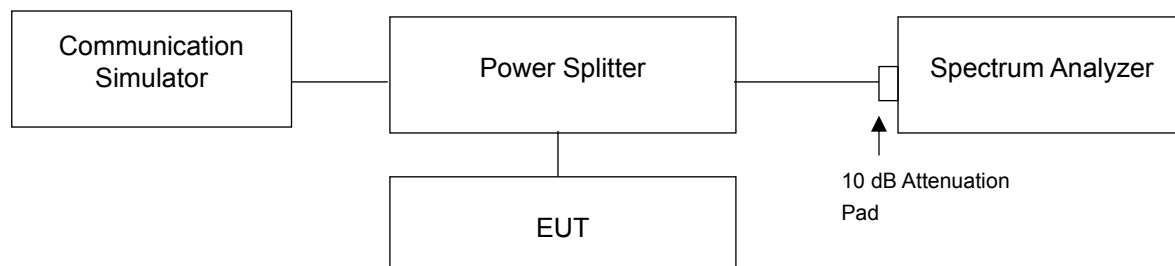 Communication
Simulator
Power Splitter
Spectrum Analyzer
10 dB Attenuation
Pad
EUT